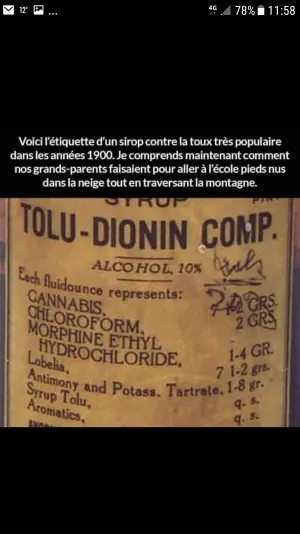 12° ... 4G 78% 11:58
Voici l'étiquette d'un sirop contre la toux très populaire
dans les années 1900. Je comprends maintenant comment
nos grands-parents faisaient pour aller à l'école pieds nus
dans la neige tout en traversant la montagne.
SYRUP
TOLU-DIONIN COMP.
ALCOHOL, 10%
Each fluidounce represents:
CANNABIS,
CHLOROFORM, 2 GRS
MORPHINE ETHYL
HYDROCHLORIDE, 1-4 GR.
Lobelia, 7 1-2 grs.
Antimony and Potass. Tartrate, 1-8 gr.
Syrup Tolu, q. s.
Aromatics, q. s.